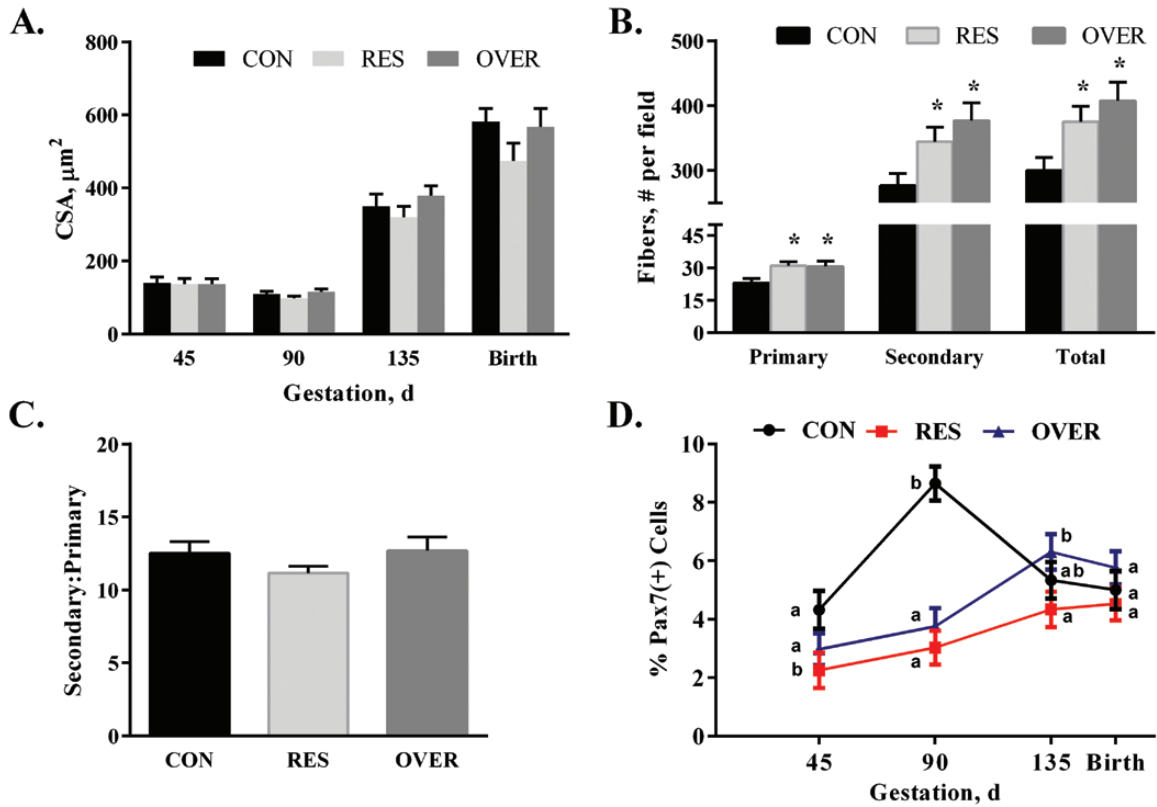 A.
CON RES OVER
CSA, μm²
800
600
400
200
0
45 90 135 Birth
Gestation, d
B.
CON RES OVER
Fibers, # per field
500
400
300
45
30
15
0
* * * * * *
Primary Secondary Total
C.
Secondary:Primary
20
15
10
5
0
CON RES OVER
D.
CON RES OVER
% Pax7(+) Cells
10
8
6
4
2
0
a
a
b
b
a
a
b
a b
a
a
a
a
45 90 135 Birth
Gestation, d